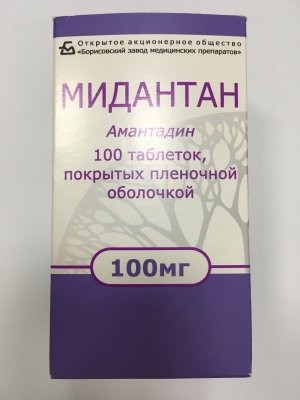 Открытое акционерное общество
«Борисовский завод медицинских препаратов»
МИДАНТАН
Амантадин
100 таблеток,
покрытых пленочной
оболочкой
100мг